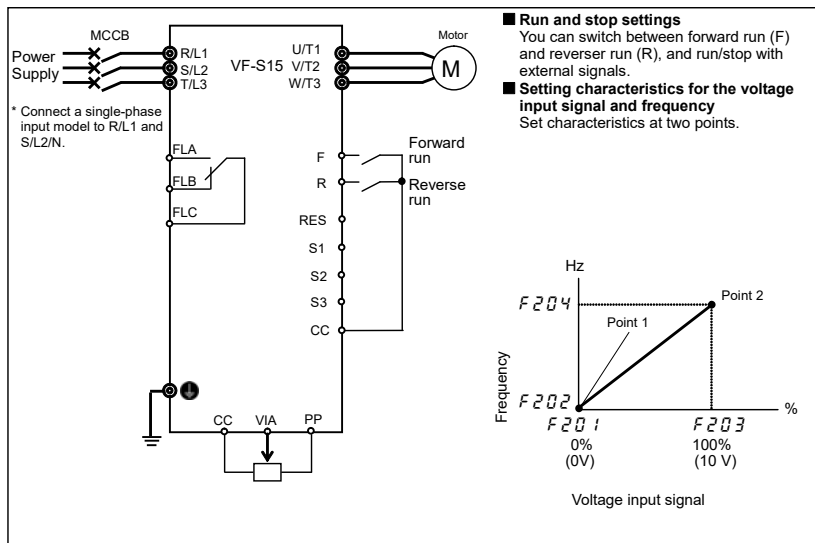 MCCB
Power
Supply
R/L1
S/L2
T/L3
VF-S15
U/T1
V/T2
W/T3
Motor
M
* Connect a single-phase
input model to R/L1 and
S/L2/N.
FLA
FLB
FLC
F
R
RES
S1
S2
S3
CC
Forward
run
Reverse
run
CC VIA PP
■ Run and stop settings
You can switch between forward run (F)
and reverser run (R), and run/stop with
external signals.
■ Setting characteristics for the voltage
input signal and frequency
Set characteristics at two points.
Hz
F204
Point 2
Point 1
Frequency
F202
%
F201 F203
0% 100%
(0V) (10 V)
Voltage input signal